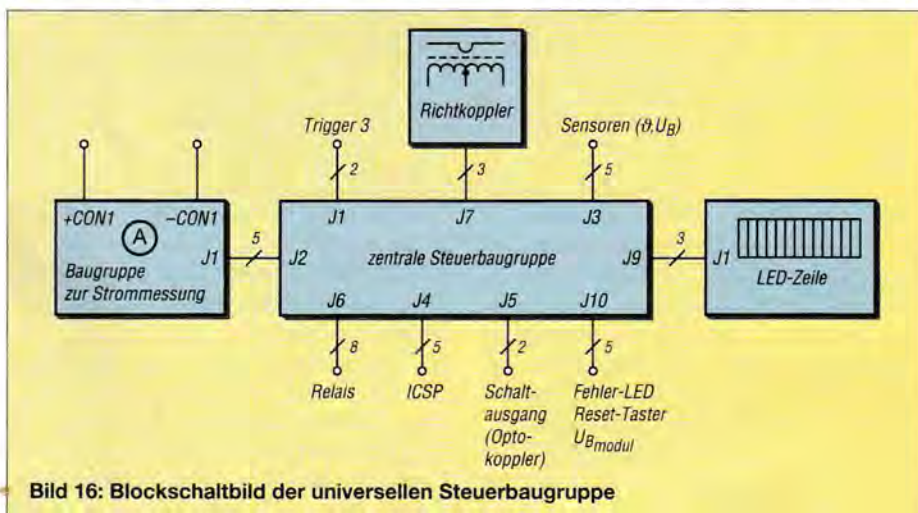 Richtkoppler
Trigger 3
Sensoren (ϑ,UB)
2
3
5
+CON1
–CON1
A
J1
Baugruppe
zur Strommessung
5
J1
J7
J3
J2
zentrale Steuerbaugruppe
J9
J6
J4
J5
J10
3
J1
LED-Zeile
8
5
2
5
Relais
ICSP
Schalt-
ausgang
(Opto-
koppler)
Fehler-LED
Reset-Taster
UBmodul
Bild 16: Blockschaltbild der universellen Steuerbaugruppe